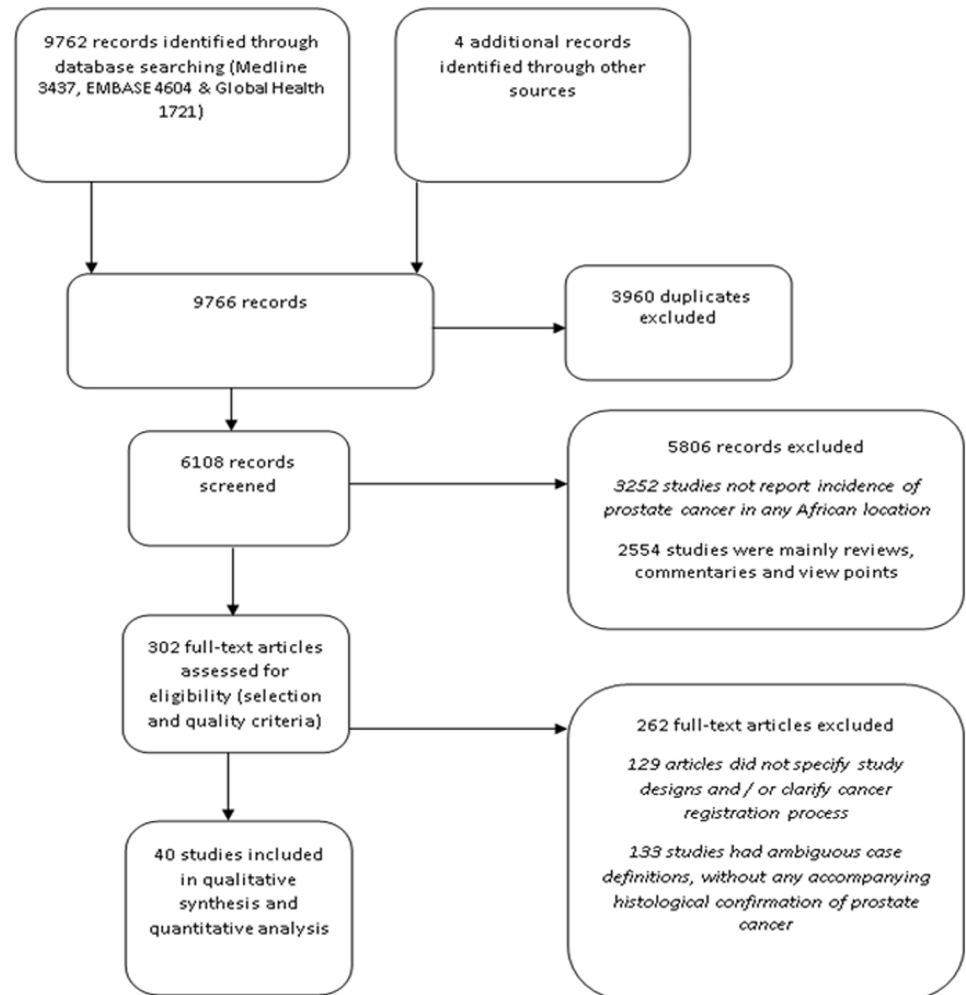 9762 records identified through
database searching (Medline
3437, EMBASE 4604 & Global Health
1721)
4 additional records
identified through other
sources
9766 records
3960 duplicates
excluded
6108 records
screened
5806 records excluded
3252 studies not report incidence of
prostate cancer in any African location
2554 studies were mainly reviews,
commentaries and view points
302 full-text articles
assessed for
eligibility (selection
and quality criteria)
262 full-text articles excluded
129 articles did not specify study
designs and / or clarify cancer
registration process
133 studies had ambiguous case
definitions, without any accompanying
histological confirmation of prostate
cancer
40 studies included
in qualitative
synthesis and
quantitative analysis